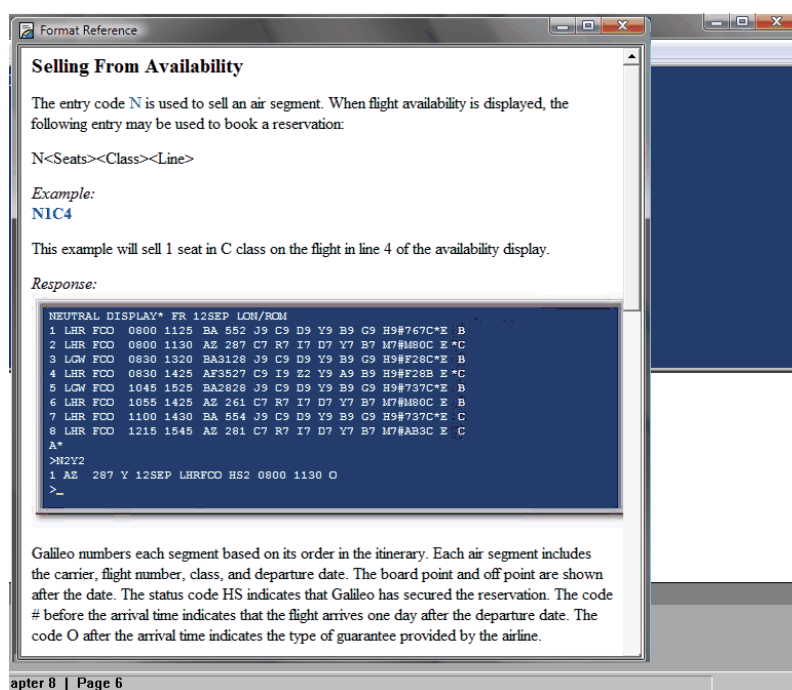 Format Reference
Selling From Availability
The entry code N is used to sell an air segment. When flight availability is displayed, the
following entry may be used to book a reservation:
N<Seats><Class><Line>
Example:
N1C4
This example will sell 1 seat in C class on the flight in line 4 of the availability display.
Response:
NEUTRAL DISPLAY* FR 12SEP LON/ROM
1 LHR FCO 0800 1125 BA 552 J9 C9 D9 Y9 B9 G9 H9#767C*E B
2 LHR FCO 0800 1130 AZ 287 C7 R7 I7 D7 Y7 B7 M7#M80C E *C
3 LGW FCO 0830 1320 BA3128 J9 C9 D9 Y9 B9 G9 H9#F28C*E B
4 LHR FCO 0830 1425 AF3527 C9 I9 Z2 Y9 A9 B9 H9#F28B E *C
5 LGW FCO 1045 1525 BA2828 J9 C9 D9 Y9 B9 G9 H9#737C*E B
6 LHR FCO 1055 1425 AZ 261 C7 R7 I7 D7 Y7 B7 M7#M80C E B
7 LHR FCO 1100 1430 BA 554 J9 C9 D9 Y9 B9 G9 H9#737C*E C
8 LHR FCO 1215 1545 AZ 281 C7 R7 I7 D7 Y7 B7 M7#AB3C E C
A*
>N2Y2
1 AZ 287 Y 12SEP LHRFCO HS2 0800 1130 O
>_
Galileo numbers each segment based on its order in the itinerary. Each air segment includes
the carrier, flight number, class, and departure date. The board point and off point are shown
after the date. The status code HS indicates that Galileo has secured the reservation. The code
# before the arrival time indicates that the flight arrives one day after the departure date. The
code O after the arrival time indicates the type of guarantee provided by the airline.
apter 8 | Page 6